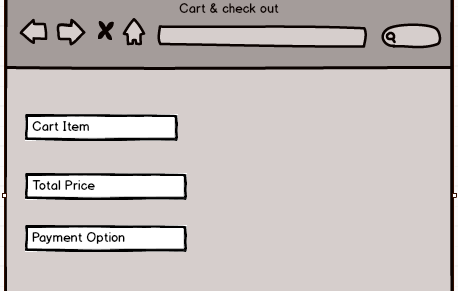 Cart & check out
Cart Item
Total Price
Payment Option